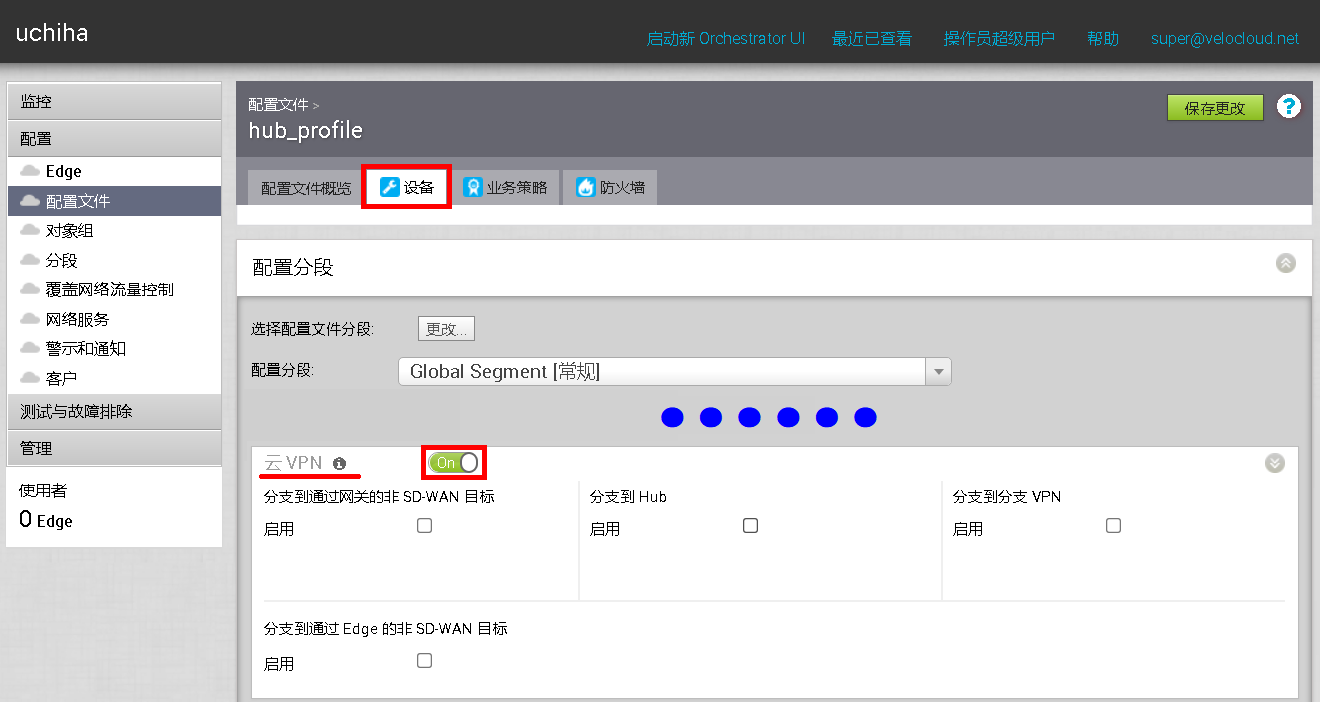 uchiha
启动新 Orchestrator UI 最近已查看 操作员超级用户 帮助 super@velocloud.net
监控
配置
Edge
配置文件
对象组
分段
覆盖网络流量控制
网络服务
警示和通知
客户
测试与故障排除
管理
使用者
0 Edge
配置文件 >
hub_profile
保存更改 ?
配置文件概览 设备 业务策略 防火墙
配置分段
选择配置文件分段: 更改...
配置分段: Global Segment [常规]
云 VPN On
分支到通过网关的非 SD-WAN 目标 分支到 Hub 分支到分支 VPN
启用 启用 启用
分支到通过 Edge 的非 SD-WAN 目标
启用